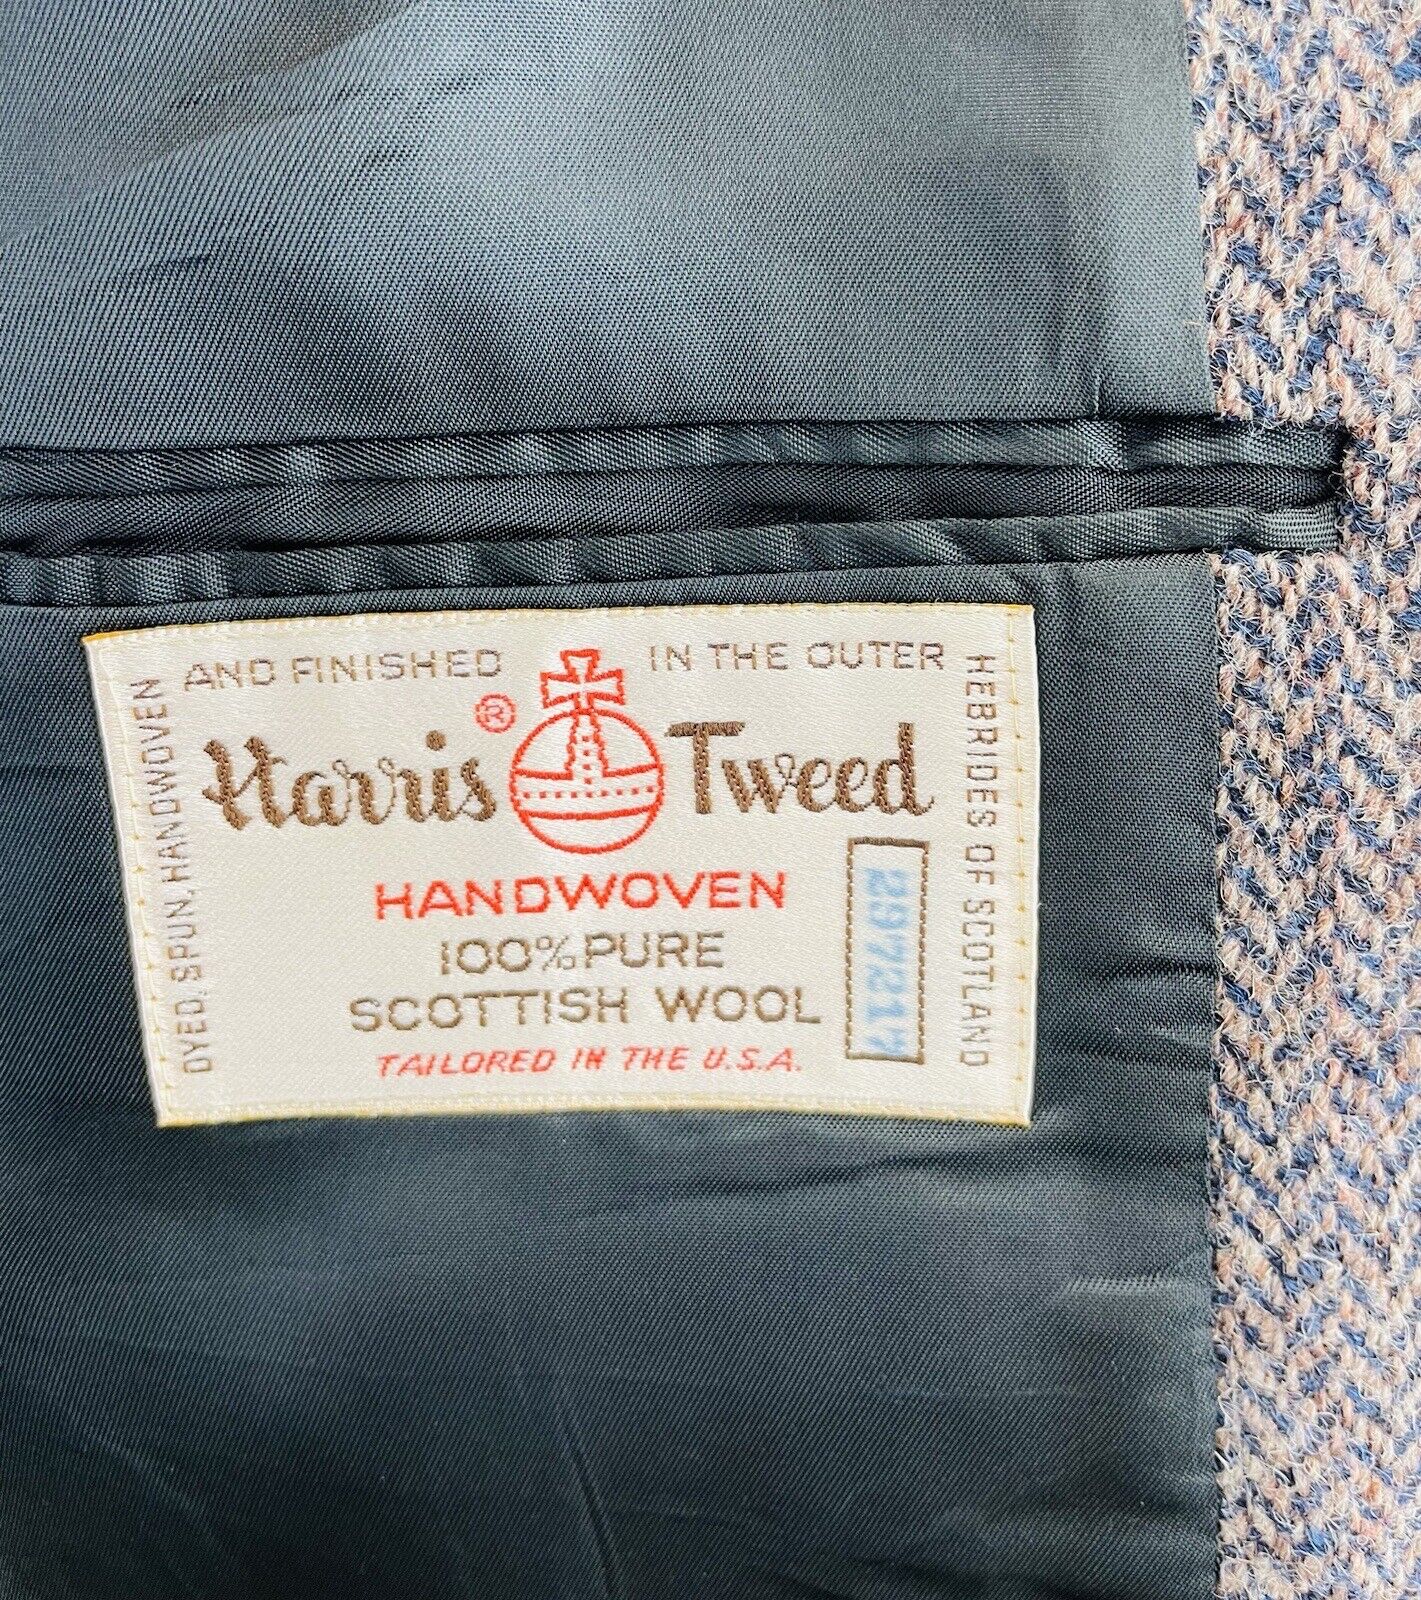 DYED, SPUN, HANDWOVEN
AND FINISHED IN THE OUTER
HEBRIDES OF SCOTLAND
Harris ® Tweed
HANDWOVEN
100% PURE
SCOTTISH WOOL
TAILORED IN THE U.S.A.
2972177